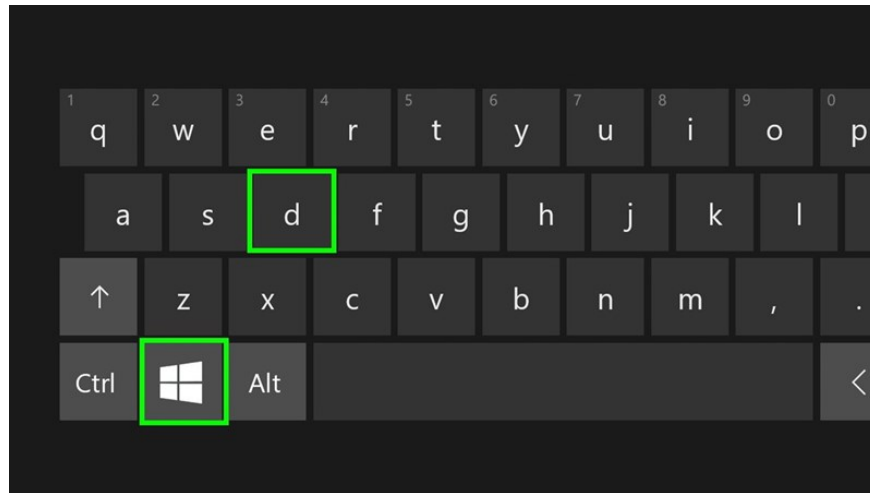 1 2 3 4 5 6 7 8 9 0
q w e r t y u i o p
a s d f g h j k l
↑ z x c v b n m , .
Ctrl Alt <